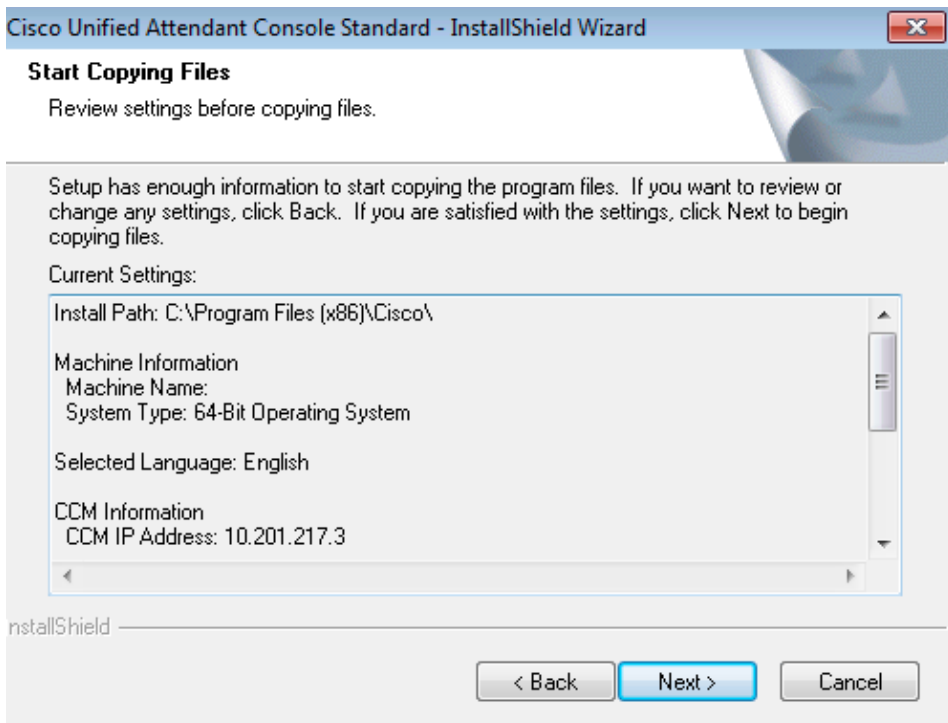 Cisco Unified Attendant Console Standard - InstallShield Wizard
Start Copying Files
Review settings before copying files.
Setup has enough information to start copying the program files. If you want to review or
change any settings, click Back. If you are satisfied with the settings, click Next to begin
copying files.
Current Settings:
Install Path: C:\Program Files (x86)\Cisco\
Machine Information
Machine Name:
System Type: 64-Bit Operating System
Selected Language: English
CCM Information
CCM IP Address: 10.201.217.3
nstallShield
< Back Next > Cancel